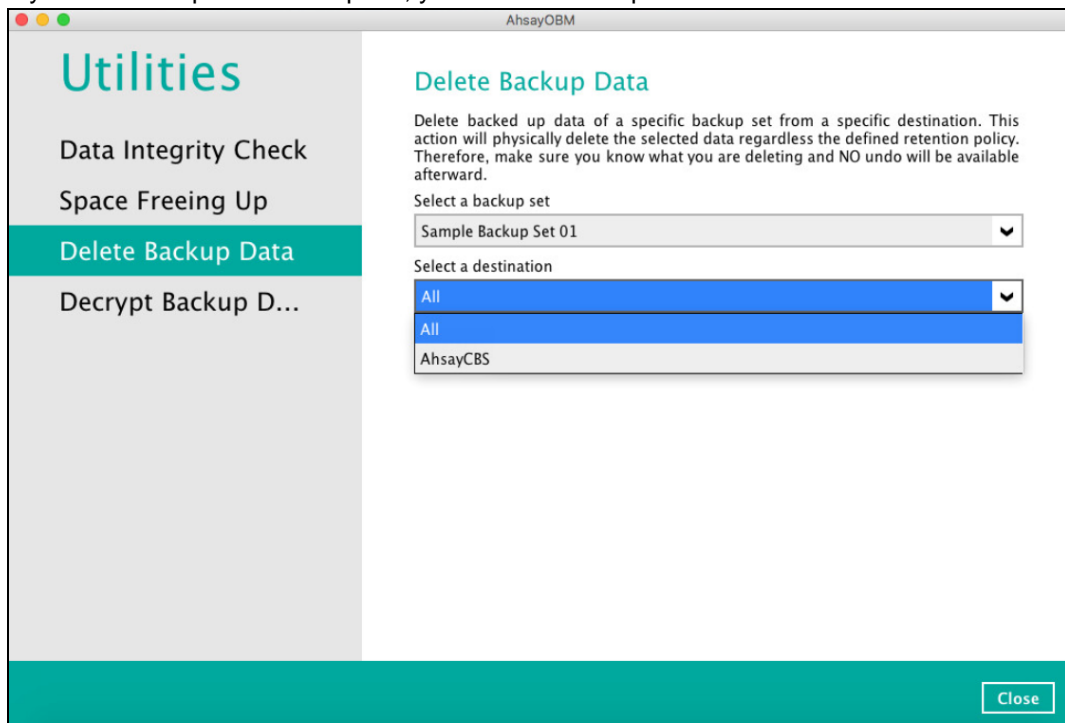 AhsayOBM
Utilities
Data Integrity Check
Space Freeing Up
Delete Backup Data
Decrypt Backup D...
Delete Backup Data
Delete backed up data of a specific backup set from a specific destination. This
action will physically delete the selected data regardless the defined retention policy.
Therefore, make sure you know what you are deleting and NO undo will be available
afterward.
Select a backup set
Sample Backup Set 01
Select a destination
All
All
AhsayCBS
Close